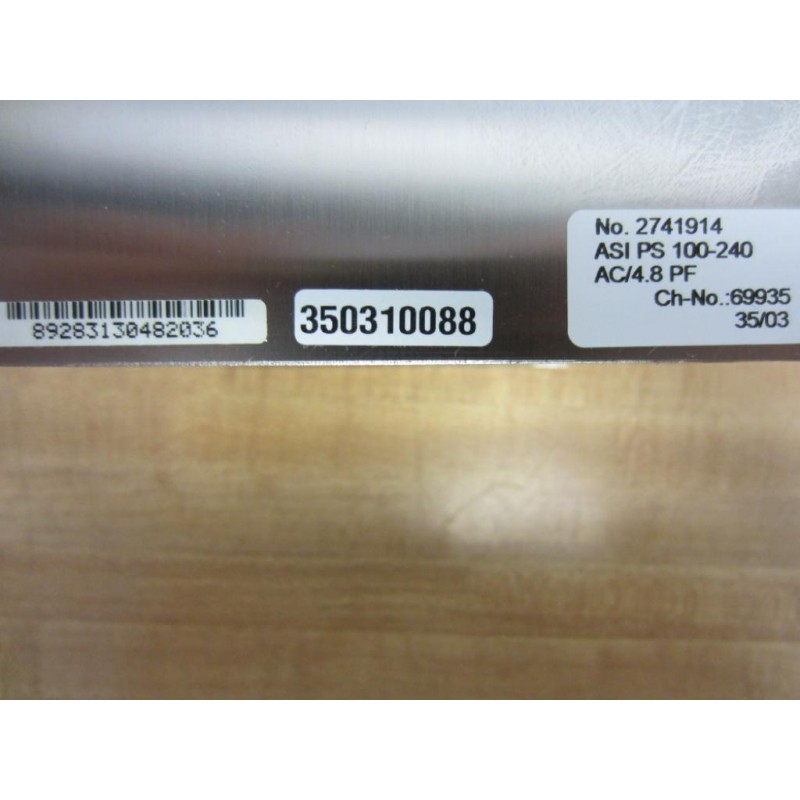 89283130482036
350310088
No. 2741914
ASI PS 100-240
AC/4.8 PF
Ch-No.:69935
35/03